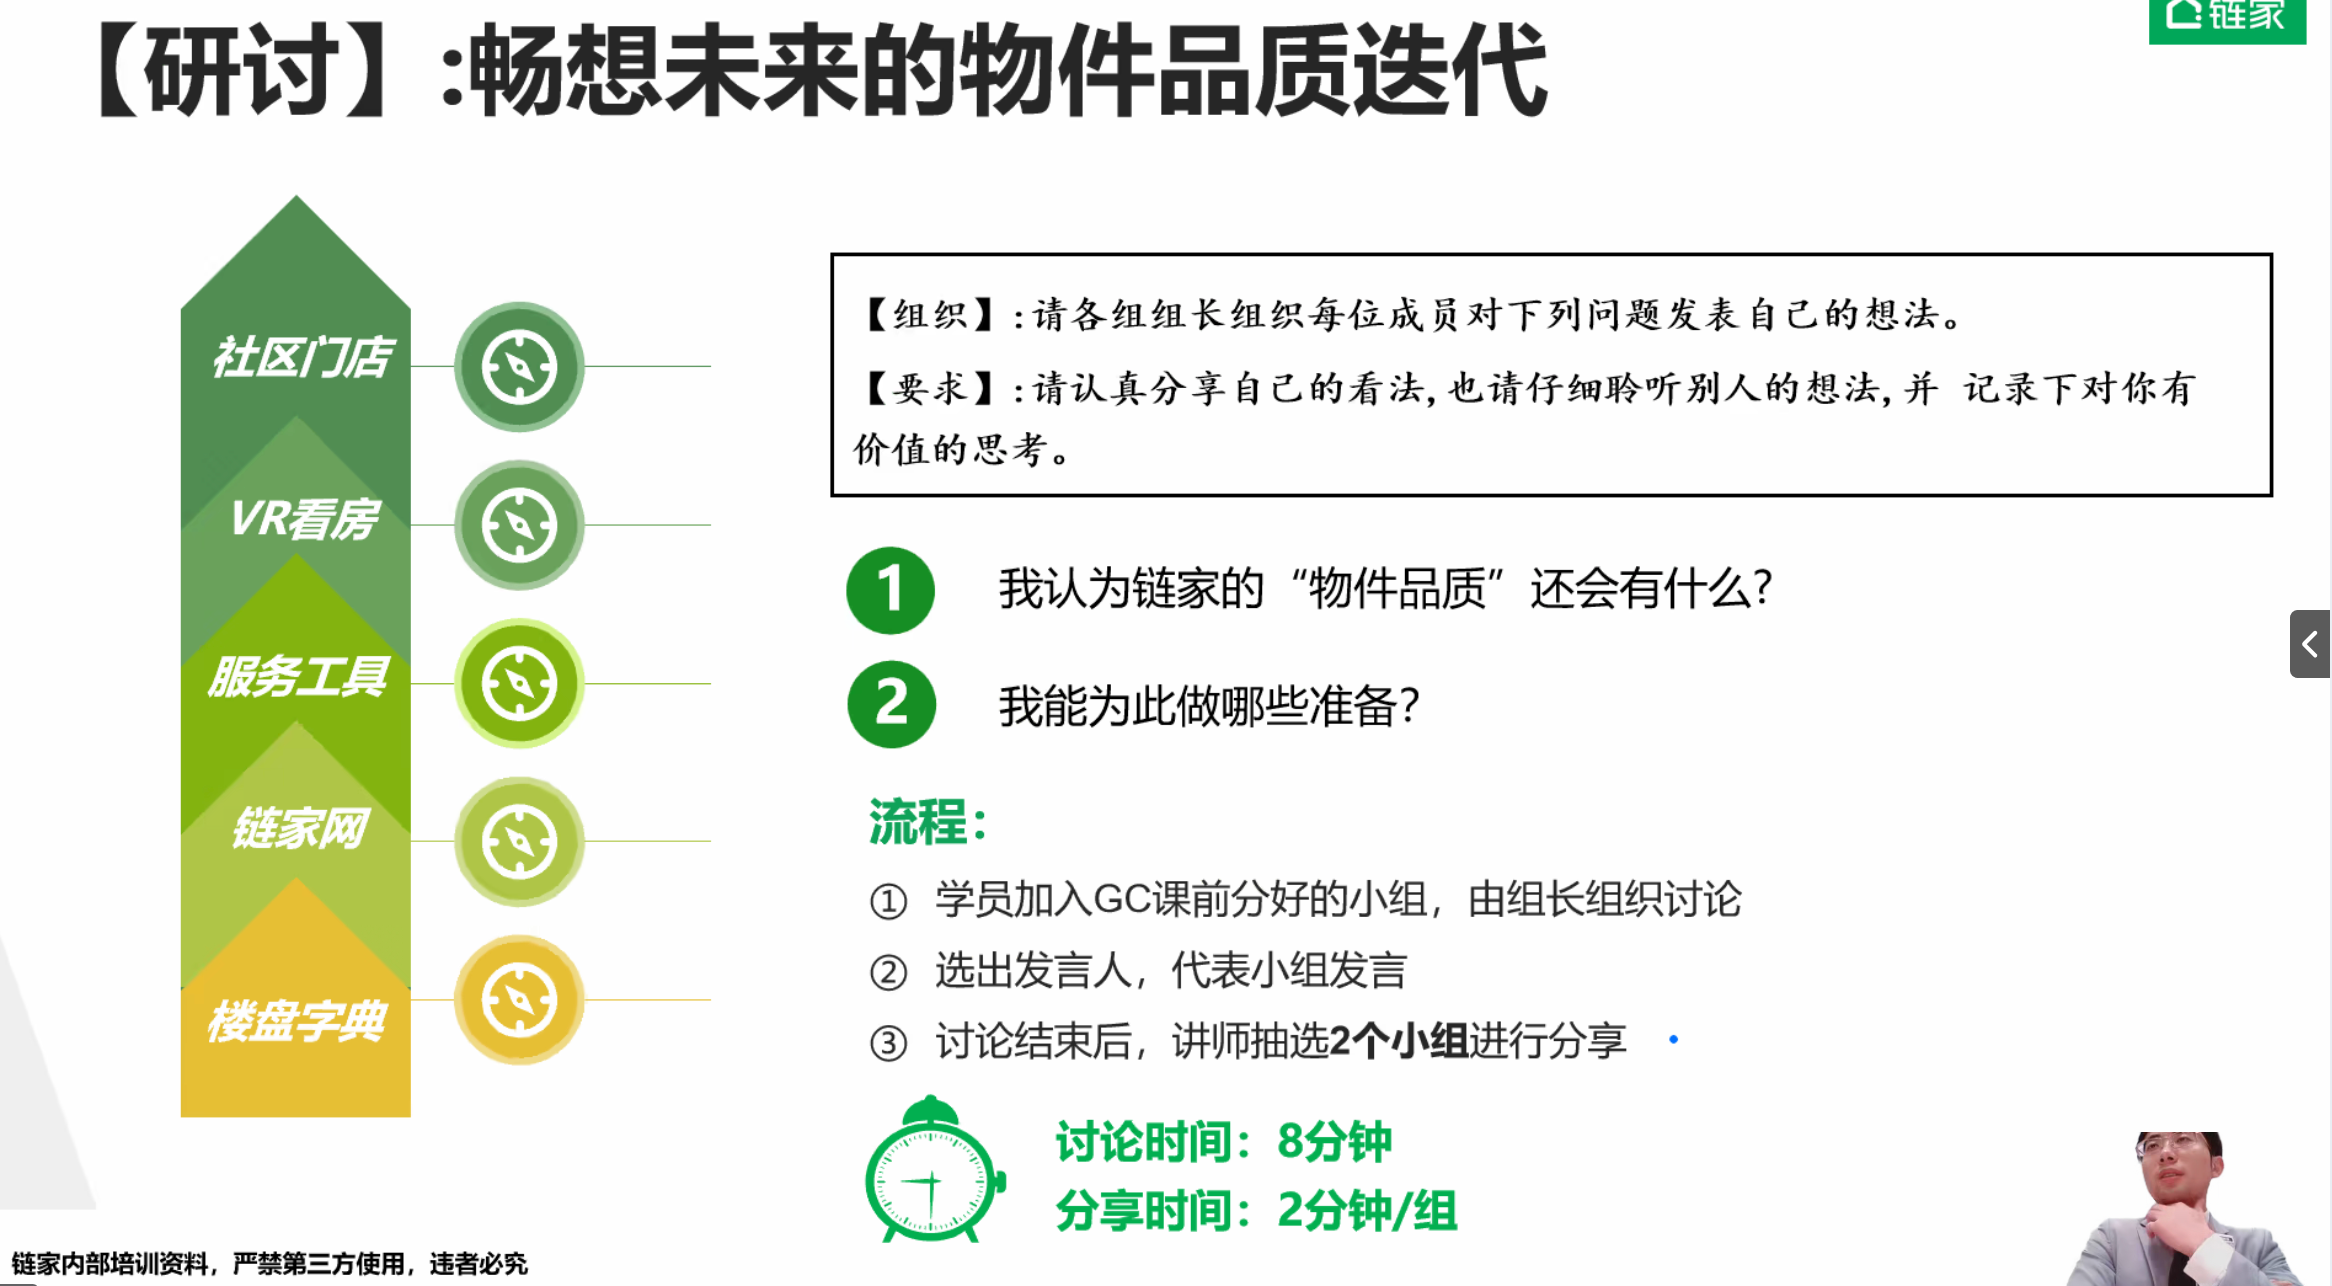 【研讨】:畅想未来的物件品质迭代
链家
社区门店
VR看房
服务工具
链家网
楼盘字典
【组织】:请各组组长组织每位成员对下列问题发表自己的想法。
【要求】:请认真分享自己的看法,也请仔细聆听别人的想法,并 记录下对你有
价值的思考。
1 我认为链家的“物件品质”还会有什么?
2 我能为此做哪些准备?
流程：
① 学员加入GC课前分好的小组，由组长组织讨论
② 选出发言人，代表小组发言
③ 讨论结束后，讲师抽选2个小组进行分享
讨论时间：8分钟
分享时间：2分钟/组
链家内部培训资料，严禁第三方使用，违者必究